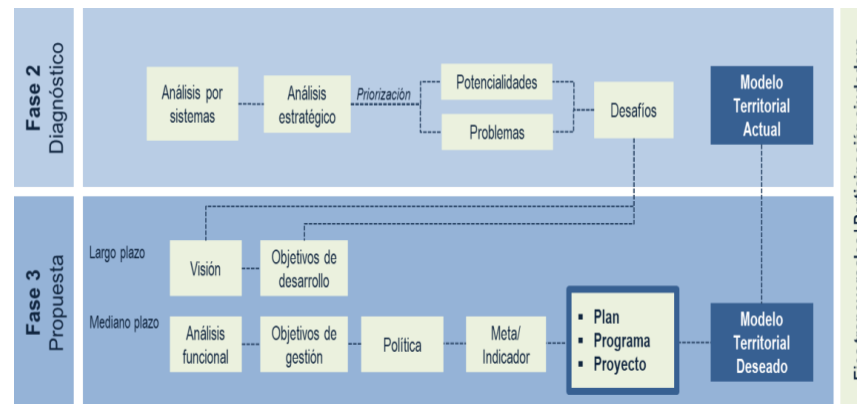 Fase 2
Diagnóstico
Análisis por
sistemas
Análisis
estratégico
Priorización
Potencialidades
Problemas
Desafíos
Modelo
Territorial
Actual
Fase 3
Propuesta
Largo plazo
Visión
Objetivos de
desarrollo
Mediano plazo
Análisis
funcional
Objetivos de
gestión
Política
Meta/
Indicador
▪ Plan
▪ Programa
▪ Proyecto
Modelo
Territorial
Deseado